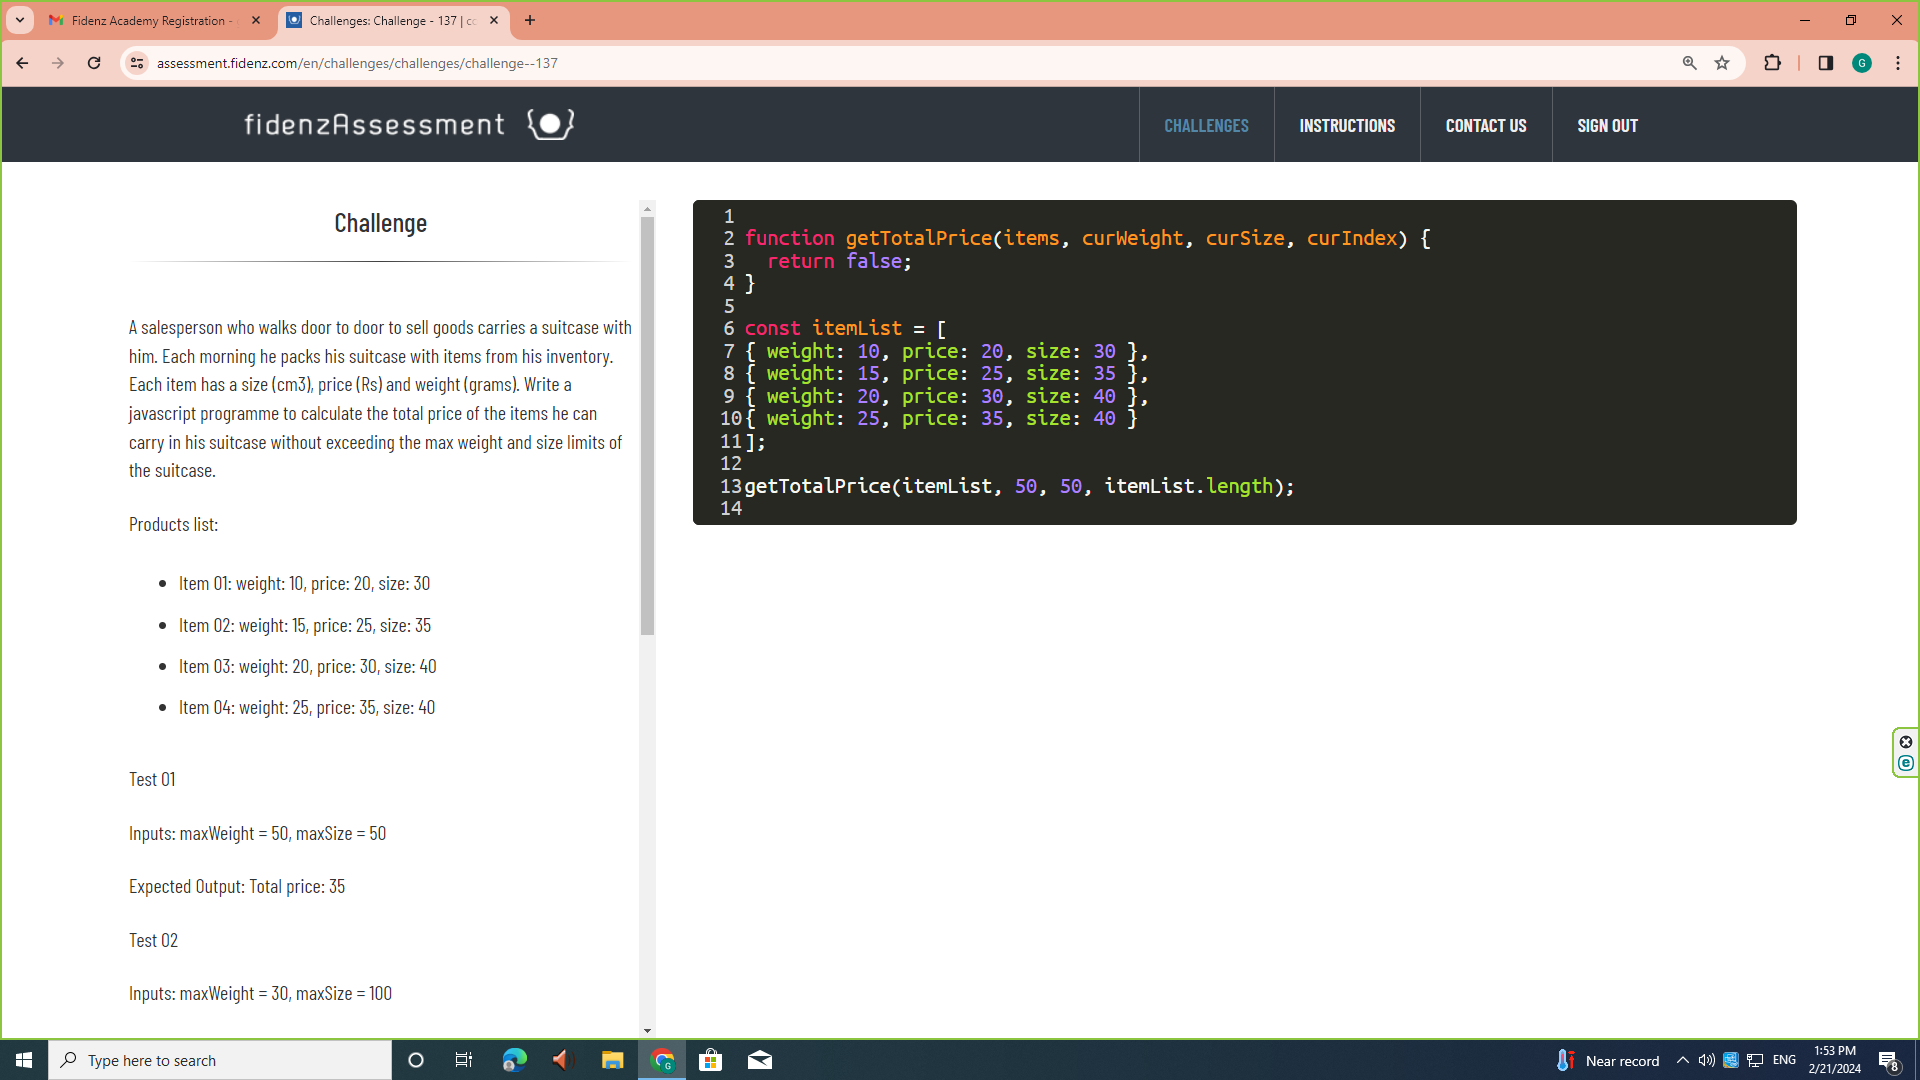 Fidenz Academy Registration -
Challenges: Challenge - 137 | co
assessment.fidenz.com/en/challenges/challenges/challenge--137
G
fidenzAssessment
CHALLENGES
INSTRUCTIONS
CONTACT US
SIGN OUT
Challenge
A salesperson who walks door to door to sell goods carries a suitcase with
him. Each morning he packs his suitcase with items from his inventory.
Each item has a size (cm3), price (Rs) and weight (grams). Write a
javascript programme to calculate the total price of the items he can
carry in his suitcase without exceeding the max weight and size limits of
the suitcase.
Products list:
Item 01: weight: 10, price: 20, size: 30
Item 02: weight: 15, price: 25, size: 35
Item 03: weight: 20, price: 30, size: 40
Item 04: weight: 25, price: 35, size: 40
Test 01
Inputs: maxWeight = 50, maxSize = 50
Expected Output: Total price: 35
Test 02
Inputs: maxWeight = 30, maxSize = 100
1
2 function getTotalPrice(items, curWeight, curSize, curIndex) {
3 return false;
4 }
5
6 const itemList = [
7 { weight: 10, price: 20, size: 30 },
8 { weight: 15, price: 25, size: 35 },
9 { weight: 20, price: 30, size: 40 },
10 { weight: 25, price: 35, size: 40 }
11 ];
12
13 getTotalPrice(itemList, 50, 50, itemList.length);
14
Type here to search
G
Near record
ENG
1:53 PM
2/21/2024
8